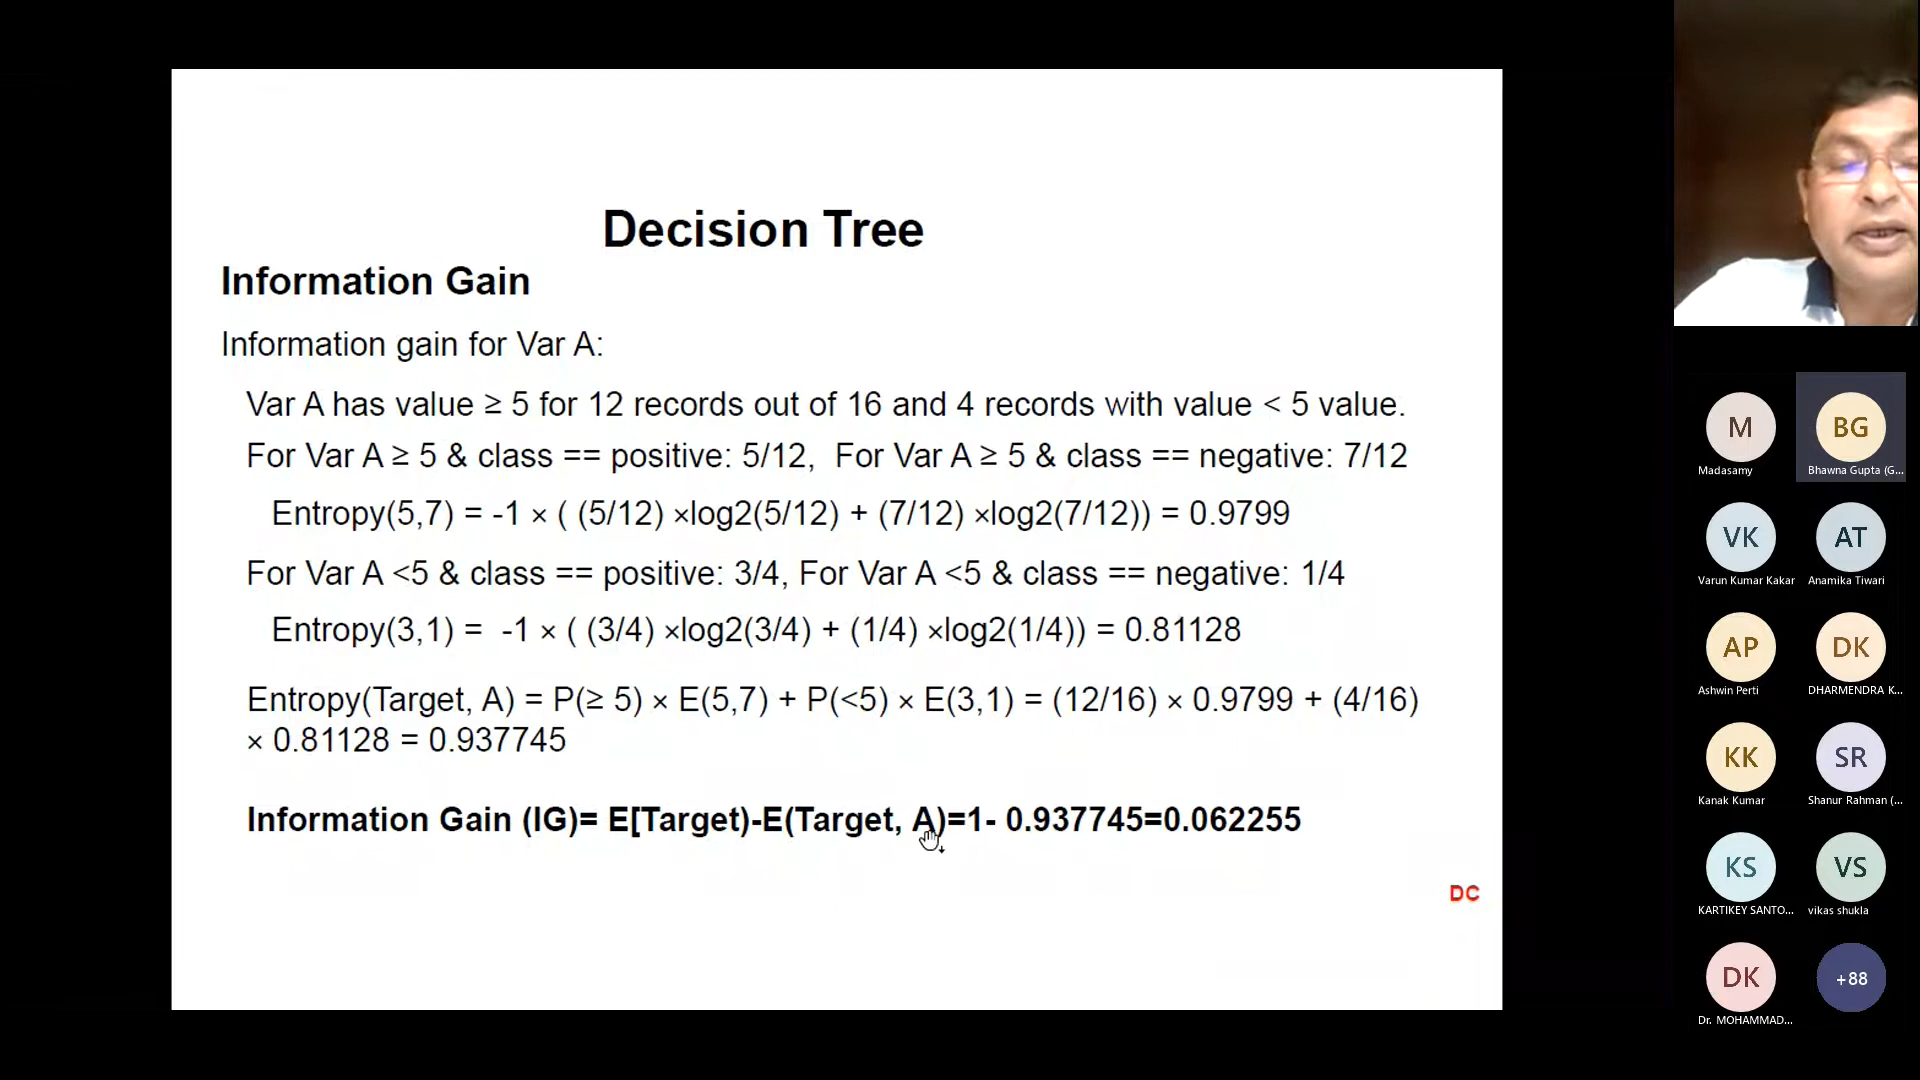 Decision Tree
Information Gain
Information gain for Var A:
Var A has value ≥ 5 for 12 records out of 16 and 4 records with value < 5 value.
For Var A ≥ 5 & class == positive: 5/12, For Var A ≥ 5 & class == negative: 7/12
Entropy(5,7) = -1 × ( (5/12) ×log2(5/12) + (7/12) ×log2(7/12)) = 0.9799
For Var A <5 & class == positive: 3/4, For Var A <5 & class == negative: 1/4
Entropy(3,1) = -1 × ( (3/4) ×log2(3/4) + (1/4) ×log2(1/4)) = 0.81128
Entropy(Target, A) = P(≥ 5) × E(5,7) + P(<5) × E(3,1) = (12/16) × 0.9799 + (4/16)
× 0.81128 = 0.937745
Information Gain (IG)= E[Target)-E(Target, A)=1- 0.937745=0.062255
DC
M BG
Madasamy Bhawna Gupta (G...
VK AT
Varun Kumar Kakar Anamika Tiwari
AP DK
Ashwin Perti DHARMENDRA K...
KK SR
Kanak Kumar Shanur Rahman (...
KS VS
KARTIKEY SANTO... vikas shukla
DK +88
Dr. MOHAMMAD...